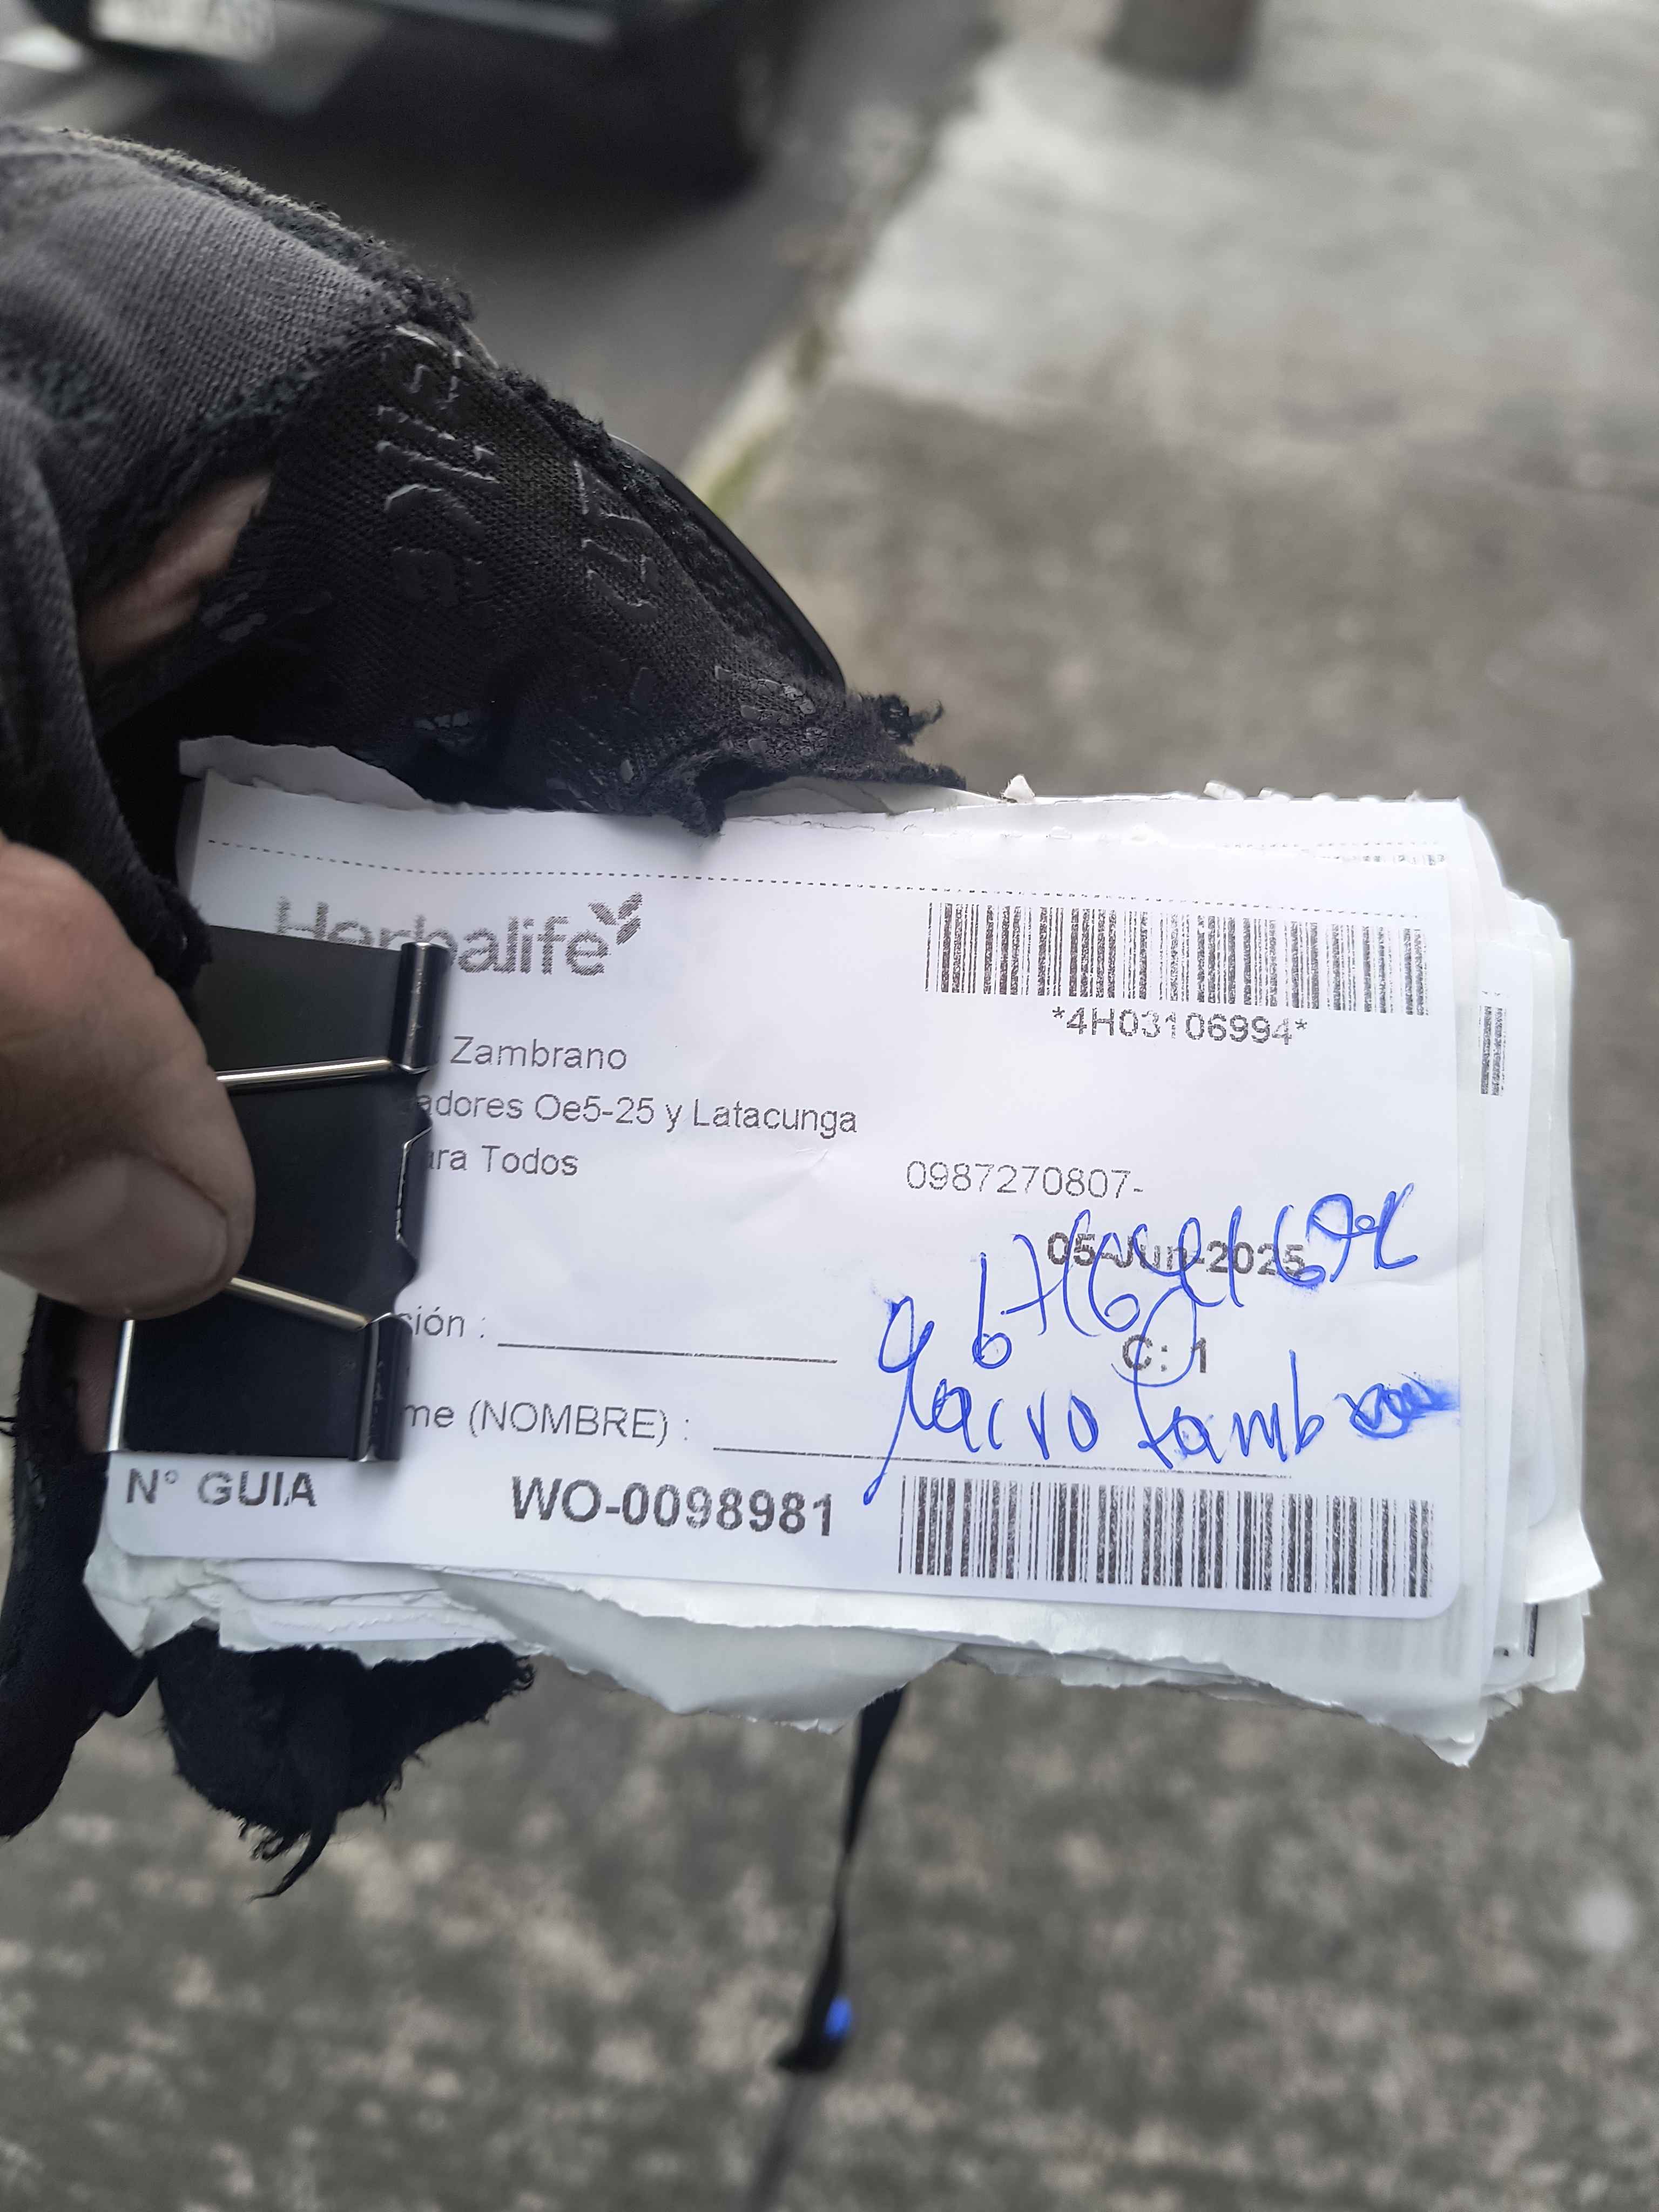 Herbalife
*4H03106994*
Zambrano
adores Oe5-25 y Latacunga
ara Todos
0987270807-
05-Jun-2025
C: 1
sión :
me (NOMBRE) :
N° GUIA
WO-0098981